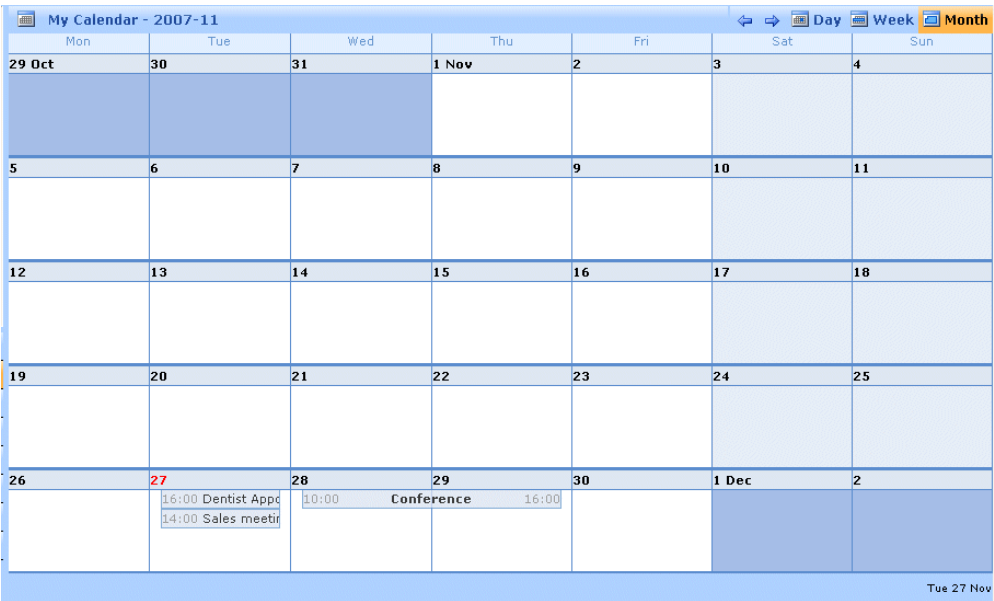 My Calendar - 2007-11 Day Week Month
Mon Tue Wed Thu Fri Sat Sun
29 Oct 30 31 1 Nov 2 3 4
5 6 7 8 9 10 11
12 13 14 15 16 17 18
19 20 21 22 23 24 25
26 27 28 29 30 1 Dec 2
16:00 Dentist Appo 10:00 Conference 16:00
14:00 Sales meetin
Tue 27 Nov